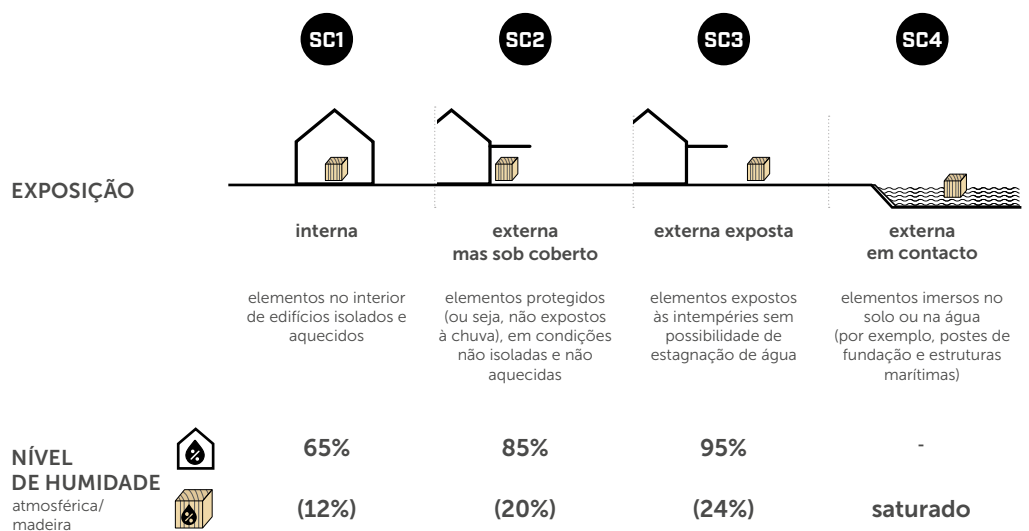 SC1
SC2
SC3
SC4
EXPOSIÇÃO
interna
externa
mas sob coberto
externa exposta
externa
em contacto
elementos no interior
de edifícios isolados e
aquecidos
elementos protegidos
(ou seja, não expostos
à chuva), em condições
não isoladas e não
aquecidas
elementos expostos
às intempéries sem
possibilidade de
estagnação de água
elementos imersos no
solo ou na água
(por exemplo, postes de
fundação e estruturas
marítimas)
NÍVEL
DE HUMIDADE
atmosférica/
madeira
%
65%
85%
95%
-
%
(12%)
(20%)
(24%)
saturado